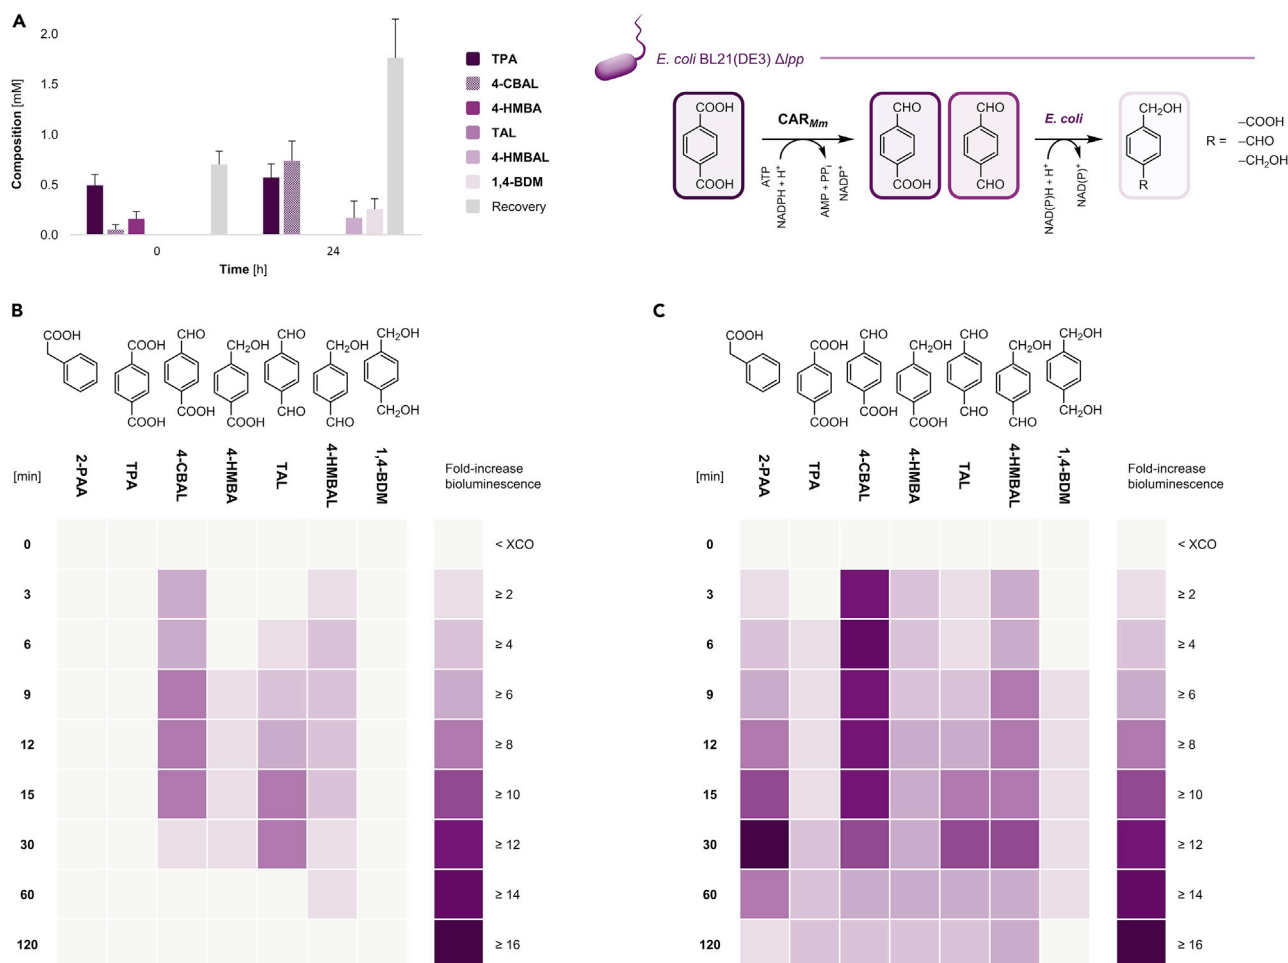 A
2.0
1.5
1.0
0.5
0.0
Composition [mM]
0
24
Time [h]
TPA
4-CBAL
4-HMBA
TAL
4-HMBAL
1,4-BDM
Recovery
E. coli BL21(DE3) Δlpp
COOH
COOH
CAR_Mm
ATP
NADPH + H⁺
AMP + PPᵢ
NADP⁺
CHO
COOH
CHO
CHO
E. coli
NAD(P)H + H⁺
NAD(P)⁺
CH₂OH
R
R =
–COOH
–CHO
–CH₂OH
B
COOH
COOH
COOH
CHO
COOH
CH₂OH
COOH
CHO
CHO
CH₂OH
CHO
CH₂OH
CH₂OH
[min]
2-PAA
TPA
4-CBAL
4-HMBA
TAL
4-HMBAL
1,4-BDM
Fold-increase
bioluminescence
0
3
6
9
12
15
30
60
120
< XCO
≥ 2
≥ 4
≥ 6
≥ 8
≥ 10
≥ 12
≥ 14
≥ 16
C
COOH
COOH
COOH
CHO
COOH
CH₂OH
COOH
CHO
CHO
CH₂OH
CHO
CH₂OH
CH₂OH
[min]
2-PAA
TPA
4-CBAL
4-HMBA
TAL
4-HMBAL
1,4-BDM
Fold-increase
bioluminescence
0
3
6
9
12
15
30
60
120
< XCO
≥ 2
≥ 4
≥ 6
≥ 8
≥ 10
≥ 12
≥ 14
≥ 16